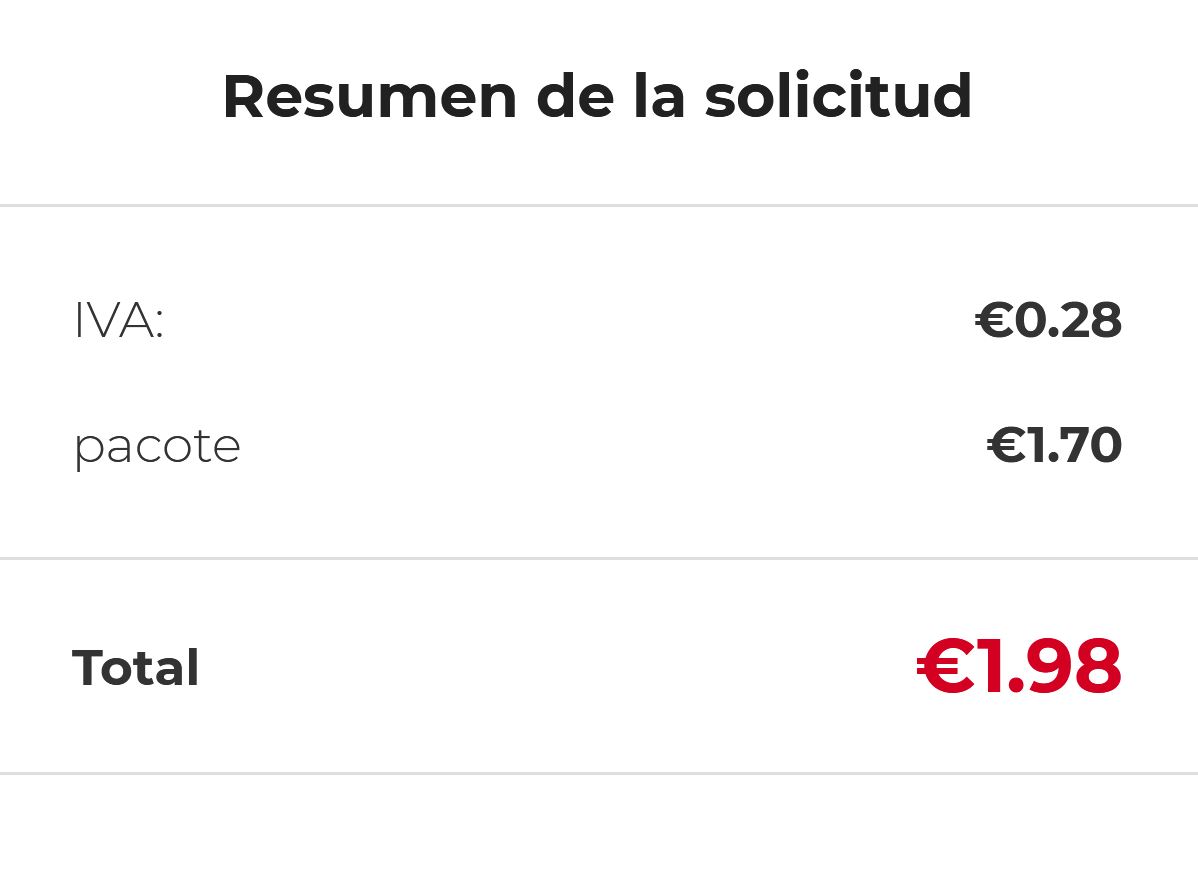 Resumen de la solicitud
IVA: €0.28
pacote €1.70
Total €1.98